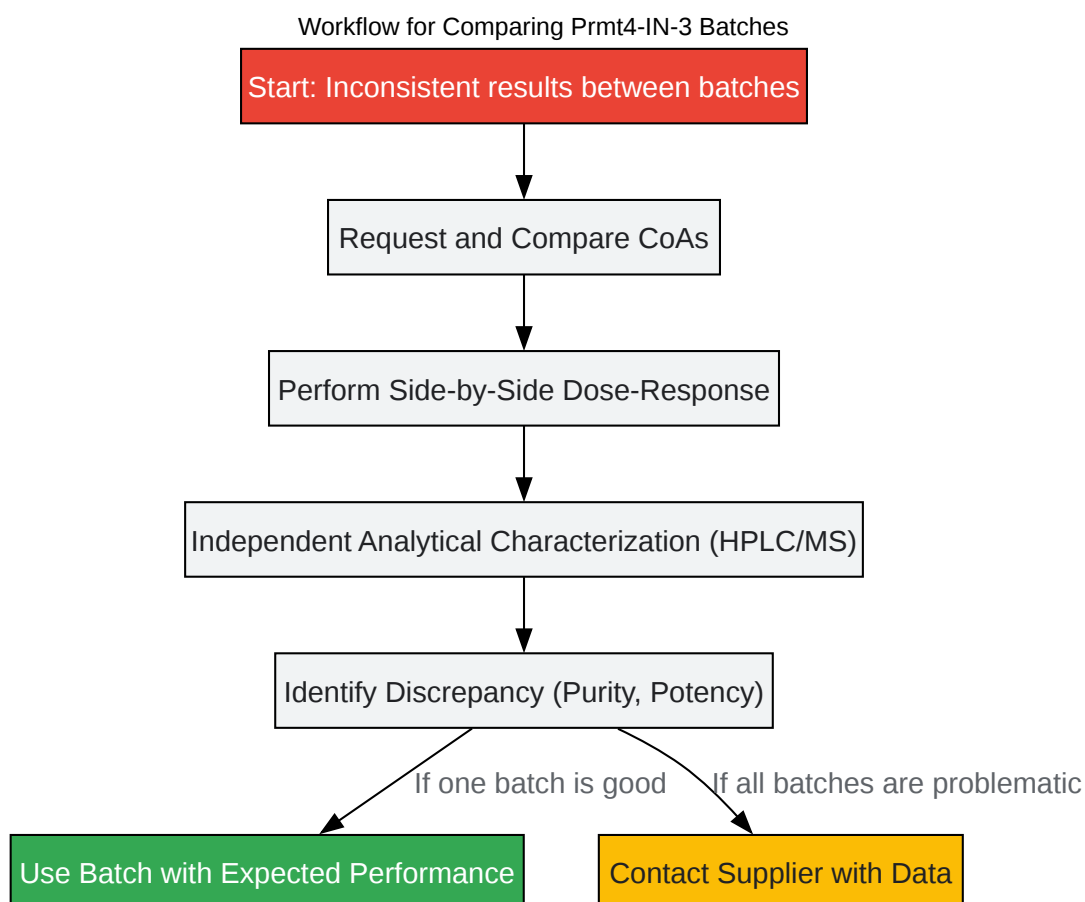 Workflow for Comparing Prmt4-IN-3 Batches
Start: Inconsistent results between batches
Request and Compare CoAs
Perform Side-by-Side Dose-Response
Independent Analytical Characterization (HPLC/MS)
Identify Discrepancy (Purity, Potency)
If one batch is good
If all batches are problematic
Use Batch with Expected Performance
Contact Supplier with Data